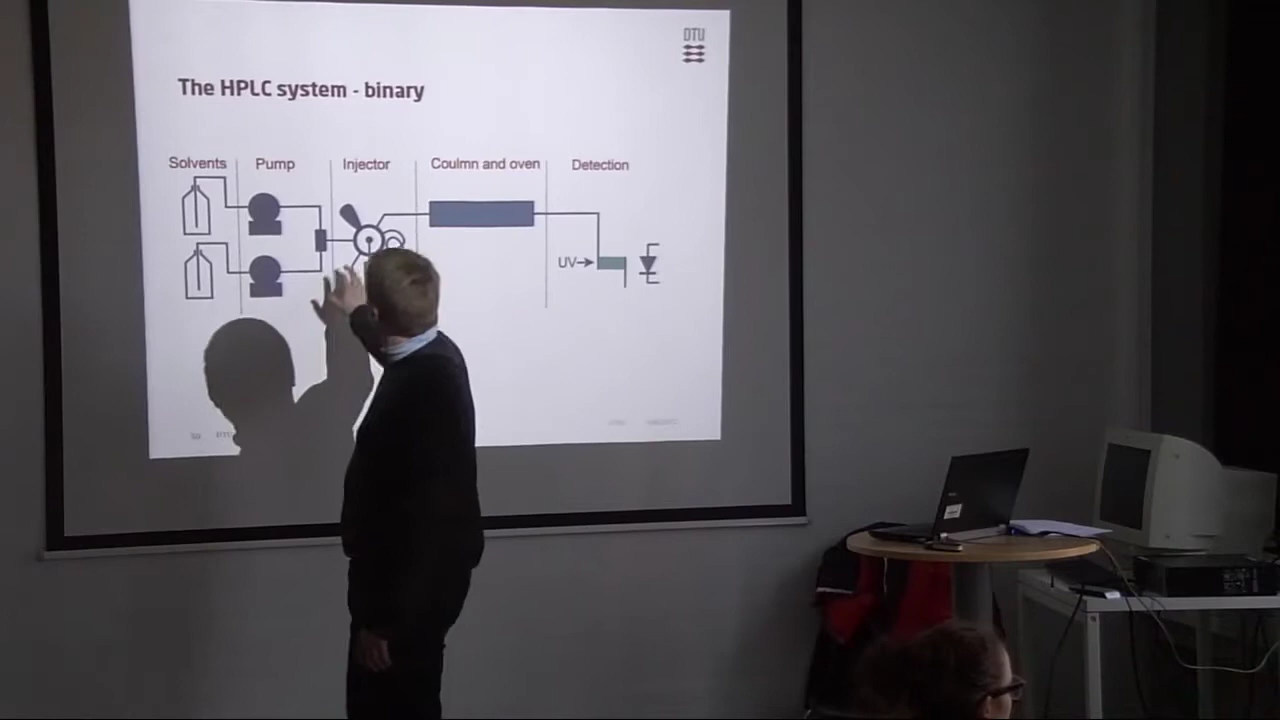 DTU
The HPLC system - binary
Solvents Pump Injector Coulmn and oven Detection
UV